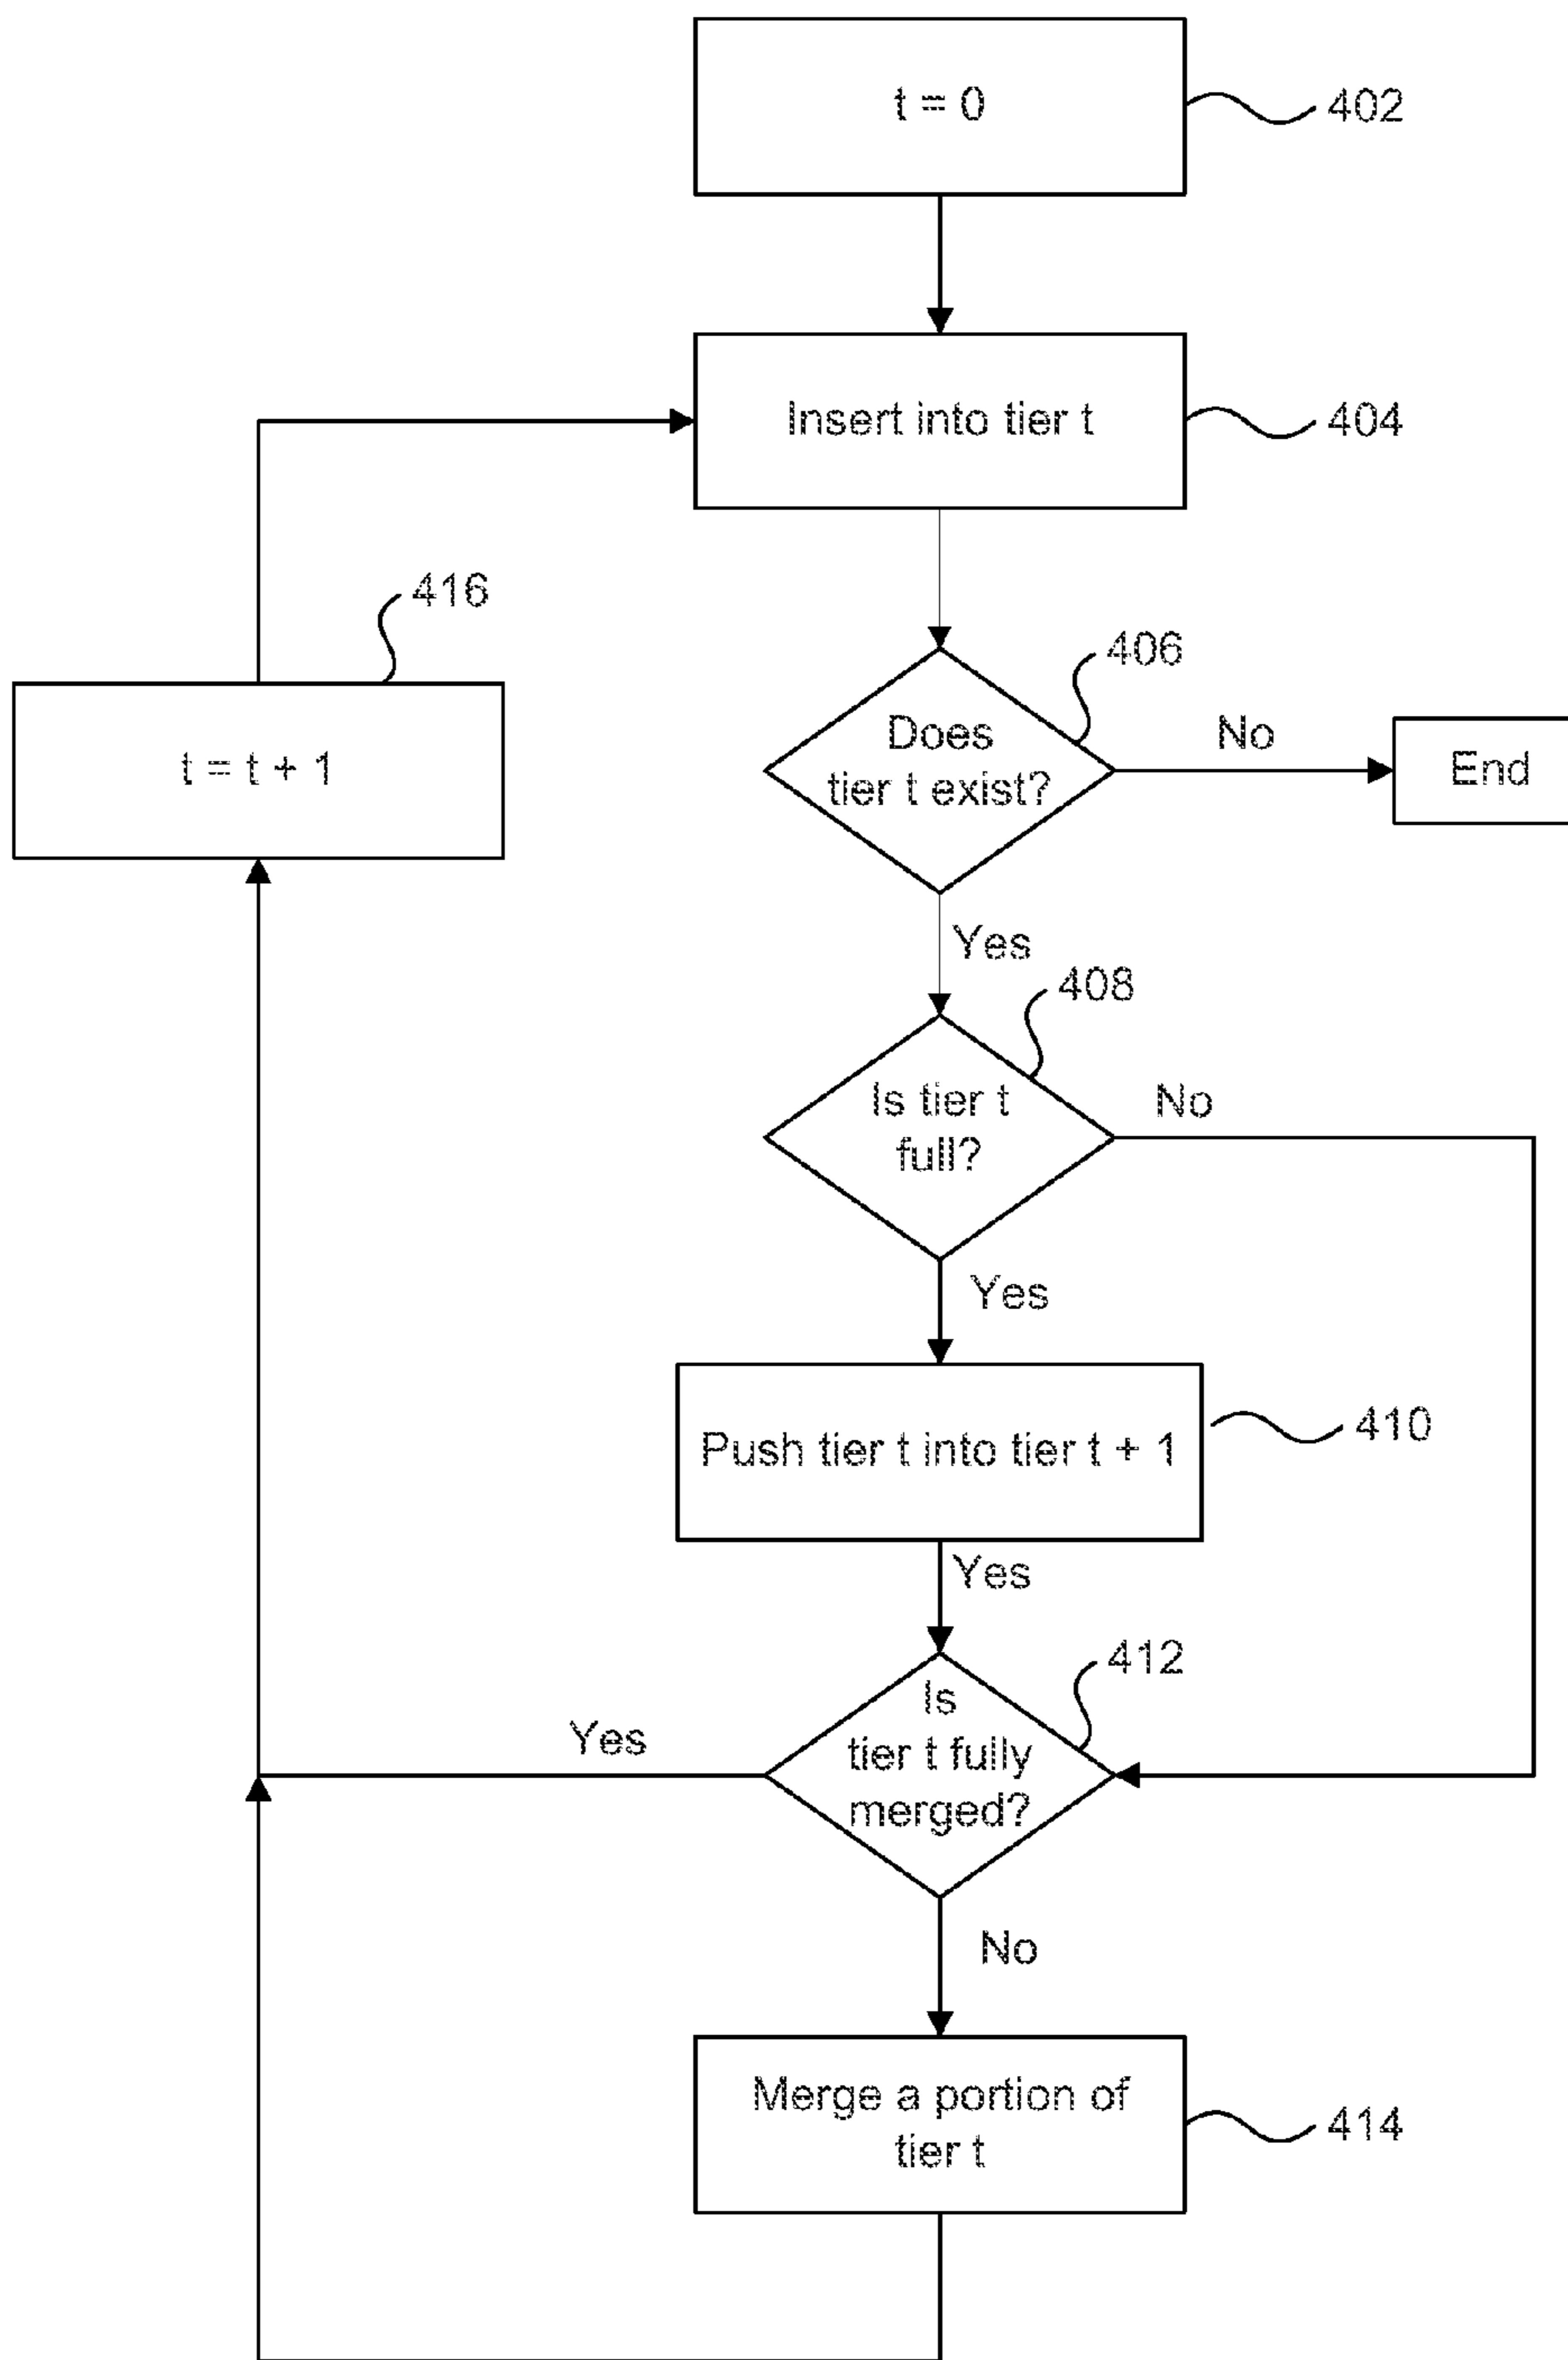 t = 0
402
Insert into tier t
404
416
t = t + 1
406
Does
tier t exist?
No
End
Yes
408
Is tier t
full?
No
Yes
Push tier t into tier t + 1
410
Yes
412
Is
tier t fully
merged?
Yes
No
Merge a portion of
tier t
414